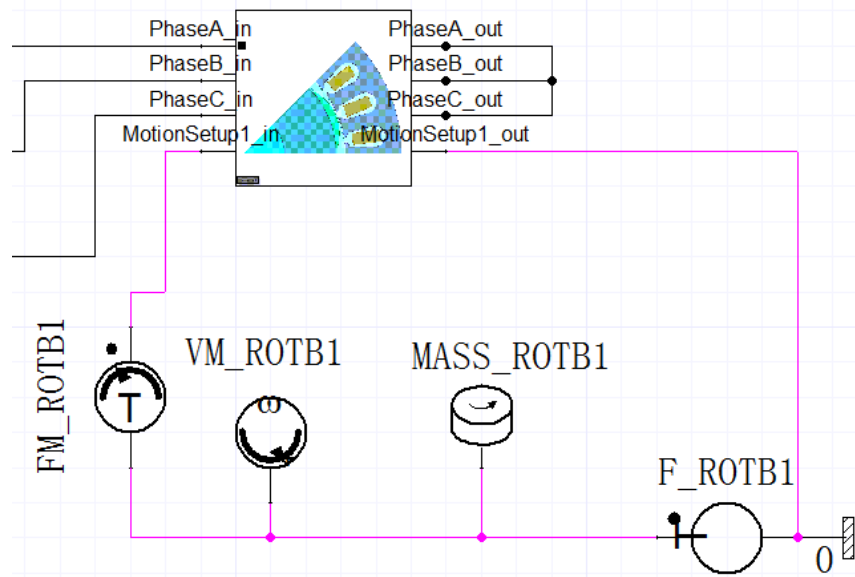 PhaseA_in PhaseA_out
PhaseB_in PhaseB_out
PhaseC_in PhaseC_out
MotionSetup1_in MotionSetup1_out
FM_ROTB1
T
VM_ROTB1
ω
MASS_ROTB1
F_ROTB1
0